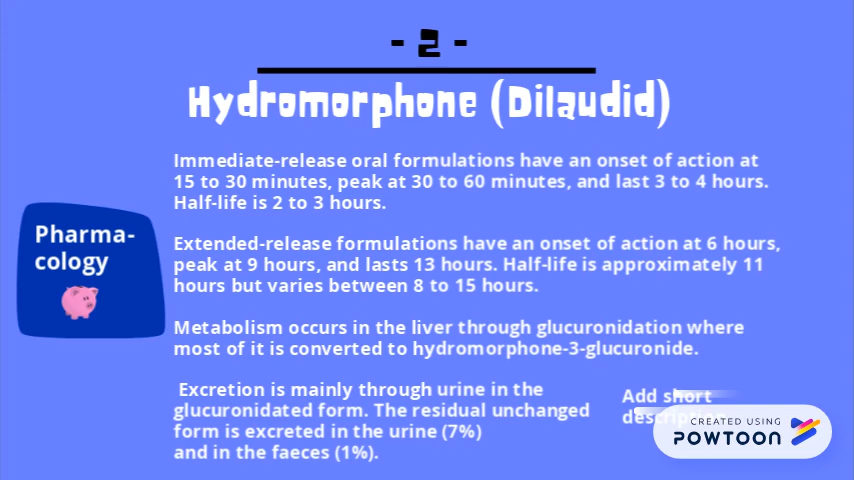 - 2 -
Hydromorphone (Dilaudid)
Immediate-release oral formulations have an onset of action at
15 to 30 minutes, peak at 30 to 60 minutes, and last 3 to 4 hours.
Half-life is 2 to 3 hours.
Pharma-
cology
Extended-release formulations have an onset of action at 6 hours,
peak at 9 hours, and lasts 13 hours. Half-life is approximately 11
hours but varies between 8 to 15 hours.
Metabolism occurs in the liver through glucuronidation where
most of it is converted to hydromorphone-3-glucuronide.
Excretion is mainly through urine in the
glucuronidated form. The residual unchanged
form is excreted in the urine (7%)
and in the faeces (1%).
Add short
description
CREATED USING
POWTOON